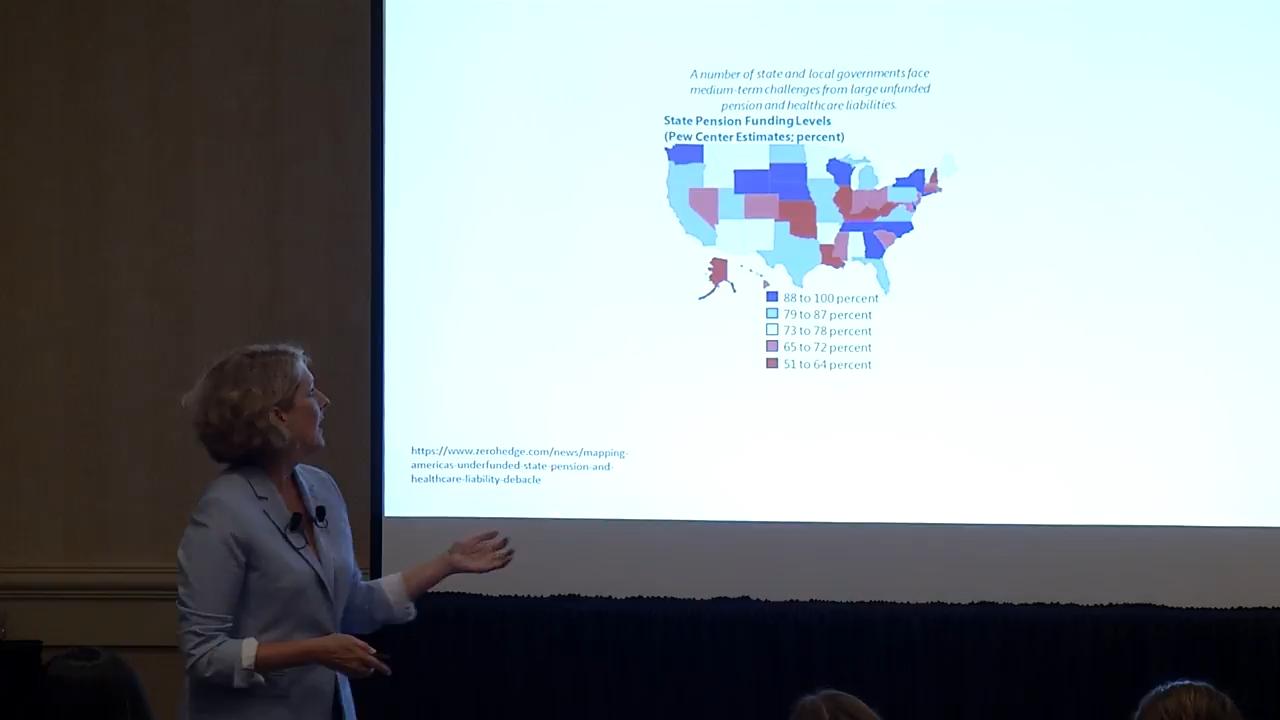 A number of state and local governments face
medium-term challenges from large unfunded
pension and healthcare liabilities.
State Pension Funding Levels
(Pew Center Estimates; percent)
88 to 100 percent
79 to 87 percent
73 to 78 percent
65 to 72 percent
51 to 64 percent
https://www.zerohedge.com/news/mapping-
americas-underfunded-state-pension-and-
healthcare-liability-debacle